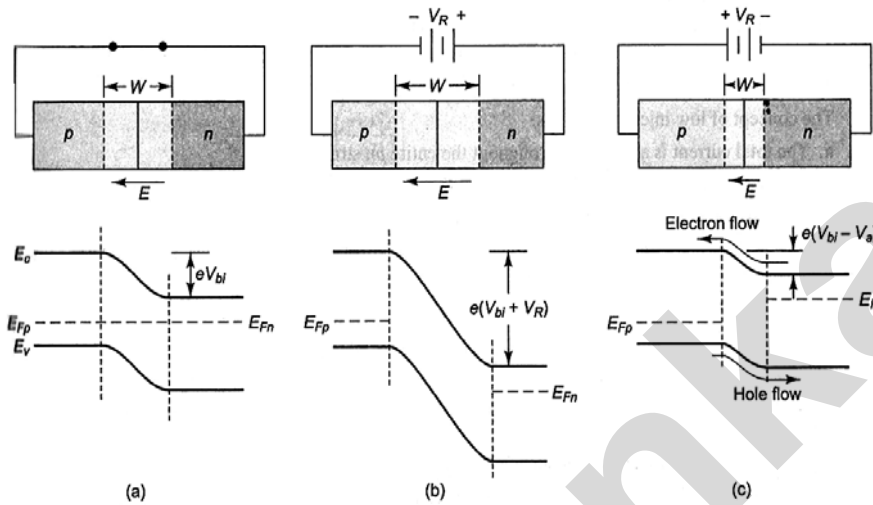 − V_R +
+ V_R −
W
W
W
p
n
p
n
p
n
E
E
E
Electron flow
e(V_bi − V_a)
E_c
eV_bi
e(V_bi + V_R)
E_Fp
E_Fn
E_Fp
E_Fn
E_Fp
E_v
Hole flow
(a)
(b)
(c)